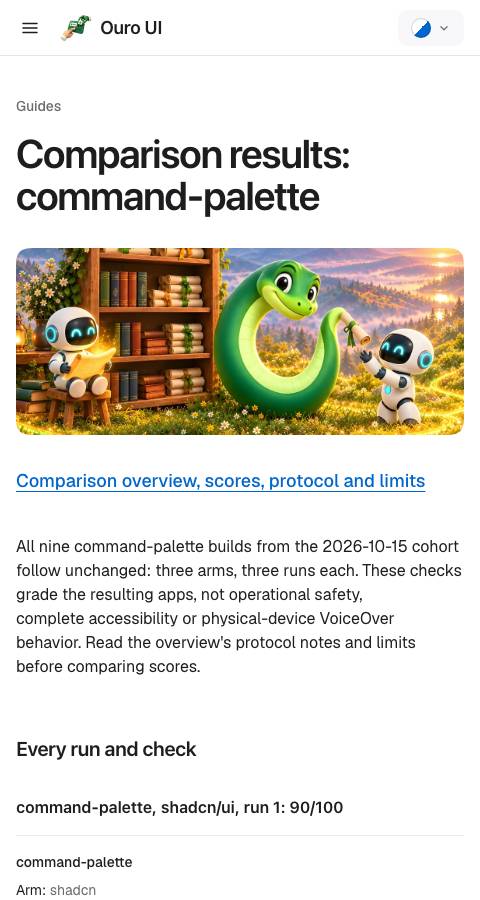 Ouro UI
Guides
Comparison results:
command-palette
Comparison overview, scores, protocol and limits
All nine command-palette builds from the 2026-10-15 cohort
follow unchanged: three arms, three runs each. These checks
grade the resulting apps, not operational safety,
complete accessibility or physical-device VoiceOver
behavior. Read the overview's protocol notes and limits
before comparing scores.
Every run and check
command-palette, shadcn/ui, run 1: 90/100
command-palette
Arm: shadcn